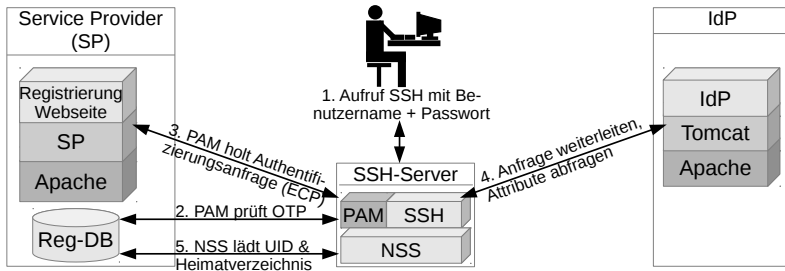 Service Provider
(SP)
Registrierung
Webseite
SP
Apache
Reg-DB
1. Aufruf SSH mit Be-
nutzername + Passwort
3. PAM holt Authentifi-
zierungsanfrage (ECP)
2. PAM prüft OTP
5. NSS lädt UID &
Heimatverzeichnis
SSH-Server
PAM
SSH
NSS
4. Anfrage weiterleiten,
Attribute abfragen
IdP
IdP
Tomcat
Apache